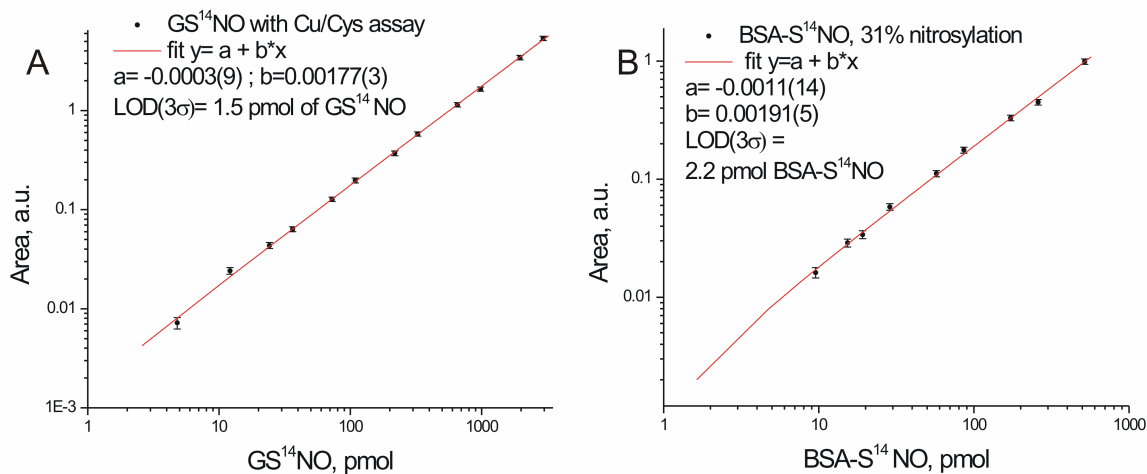 A
GS¹⁴NO with Cu/Cys assay
fit y= a + b*x
a= -0.0003(9) ; b=0.00177(3)
LOD(3σ)= 1.5 pmol of GS¹⁴ NO
Area, a.u.
1
0.1
0.01
1E-3
1 10 100 1000
GS¹⁴NO, pmol
B
BSA-S¹⁴NO, 31% nitrosylation
fit y=a + b*x
a= -0.0011(14)
b= 0.00191(5)
LOD(3σ) =
2.2 pmol BSA-S¹⁴NO
Area, a.u.
1
0.1
0.01
1 10 100 1000
BSA-S¹⁴ NO, pmol